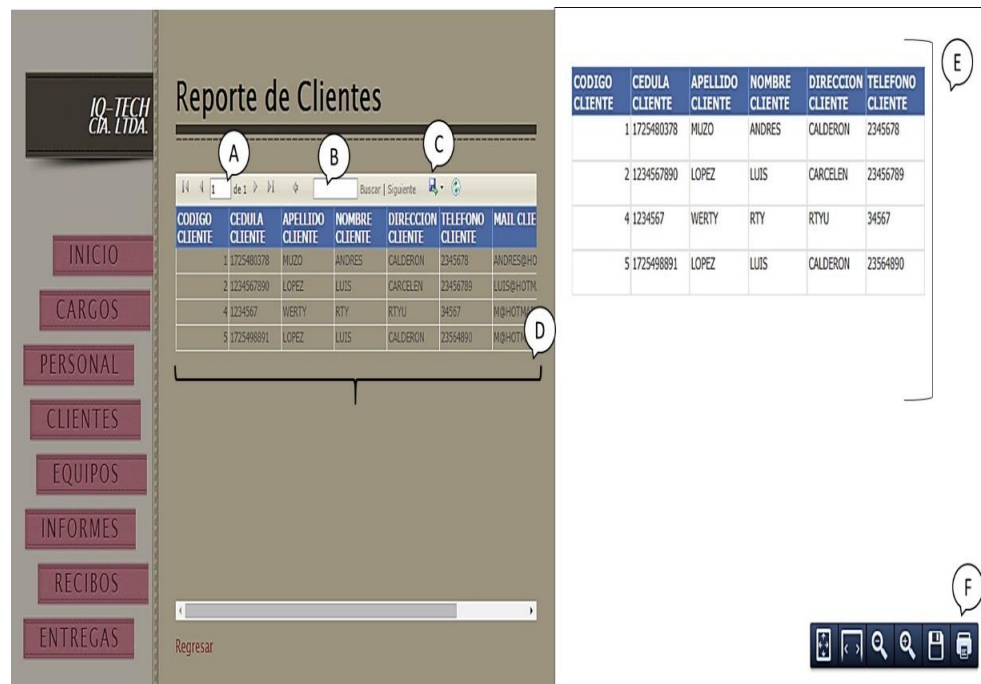 IQ-TECH
CIA. LTDA.
INICIO
CARGOS
PERSONAL
CLIENTES
EQUIPOS
INFORMES
RECIBOS
ENTREGAS
Reporte de Clientes
A
B
C
1 de 1 Buscar | Siguiente
CODIGO CLIENTE CEDULA CLIENTE APELLIDO CLIENTE NOMBRE CLIENTE DIRECCION CLIENTE TELEFONO CLIENTE MAIL CLIE
1 1725480378 MUZO ANDRES CALDERON 2345678 ANDRES@HO
2 1234567890 LOPEZ LUIS CARCELEN 23456789 LUIS@HOTM
4 1234567 WERTY RTY RTYU 34567 M@HOTMA
5 1725498891 LOPEZ LUIS CALDERON 23564890 M@HOTM
D
Regresar
CODIGO CLIENTE CEDULA CLIENTE APELLIDO CLIENTE NOMBRE CLIENTE DIRECCION CLIENTE TELEFONO CLIENTE
1 1725480378 MUZO ANDRES CALDERON 2345678
2 1234567890 LOPEZ LUIS CARCELEN 23456789
4 1234567 WERTY RTY RTYU 34567
5 1725498891 LOPEZ LUIS CALDERON 23564890
E
F